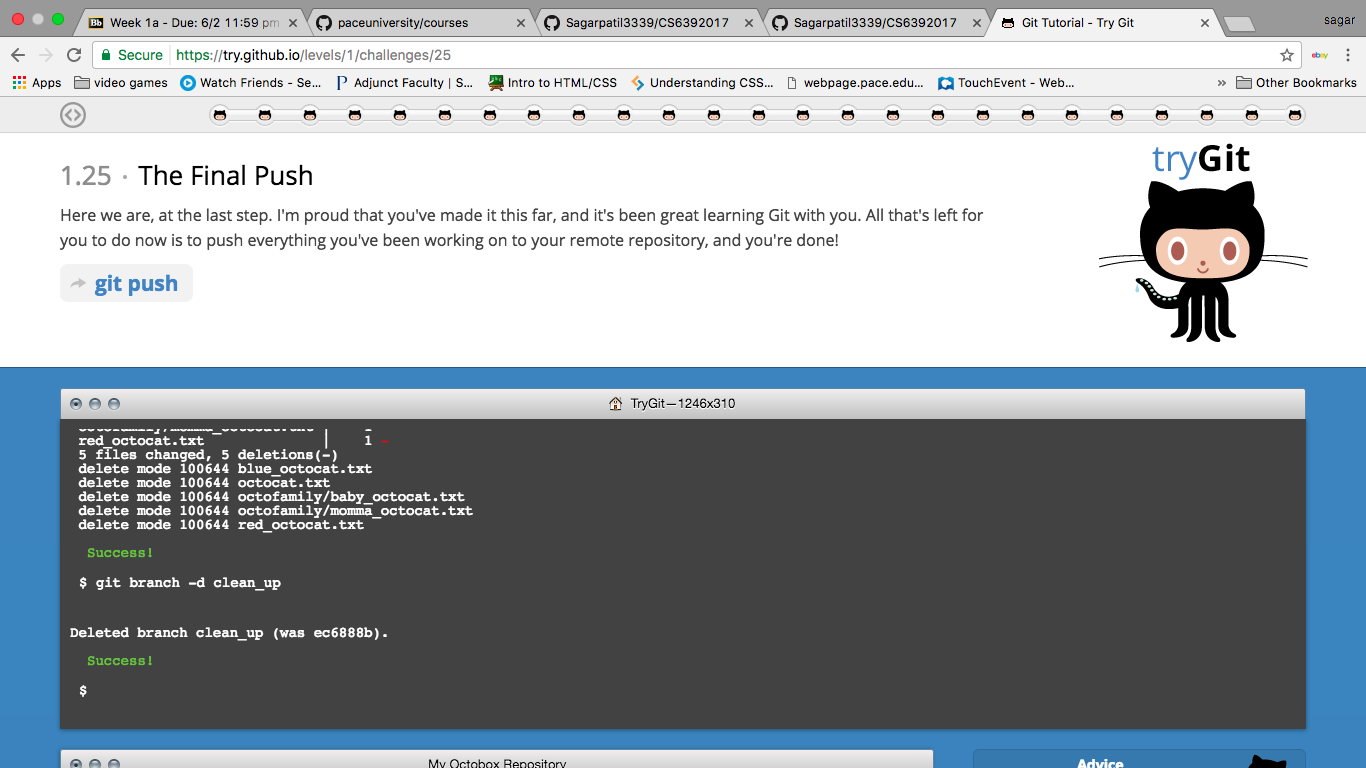 Week 1a - Due: 6/2 11:59 pm
paceuniversity/courses
Sagarpatil3339/CS6392017
Sagarpatil3339/CS6392017
Git Tutorial - Try Git
sagar
Secure
https://try.github.io/levels/1/challenges/25
Apps
video games
Watch Friends - Se...
Adjunct Faculty | S...
Intro to HTML/CSS
Understanding CSS...
webpage.pace.edu...
TouchEvent - Web...
»
Other Bookmarks
tryGit
1.25 · The Final Push
Here we are, at the last step. I'm proud that you've made it this far, and it's been great learning Git with you. All that's left for
you to do now is to push everything you've been working on to your remote repository, and you're done!
git push
TryGit—1246x310
red_octocat.txt | 1 -
5 files changed, 5 deletions(-)
delete mode 100644 blue_octocat.txt
delete mode 100644 octocat.txt
delete mode 100644 octofamily/baby_octocat.txt
delete mode 100644 octofamily/momma_octocat.txt
delete mode 100644 red_octocat.txt
Success!
$ git branch -d clean_up
Deleted branch clean_up (was ec6888b).
Success!
$
My Octobox Repository
Advice